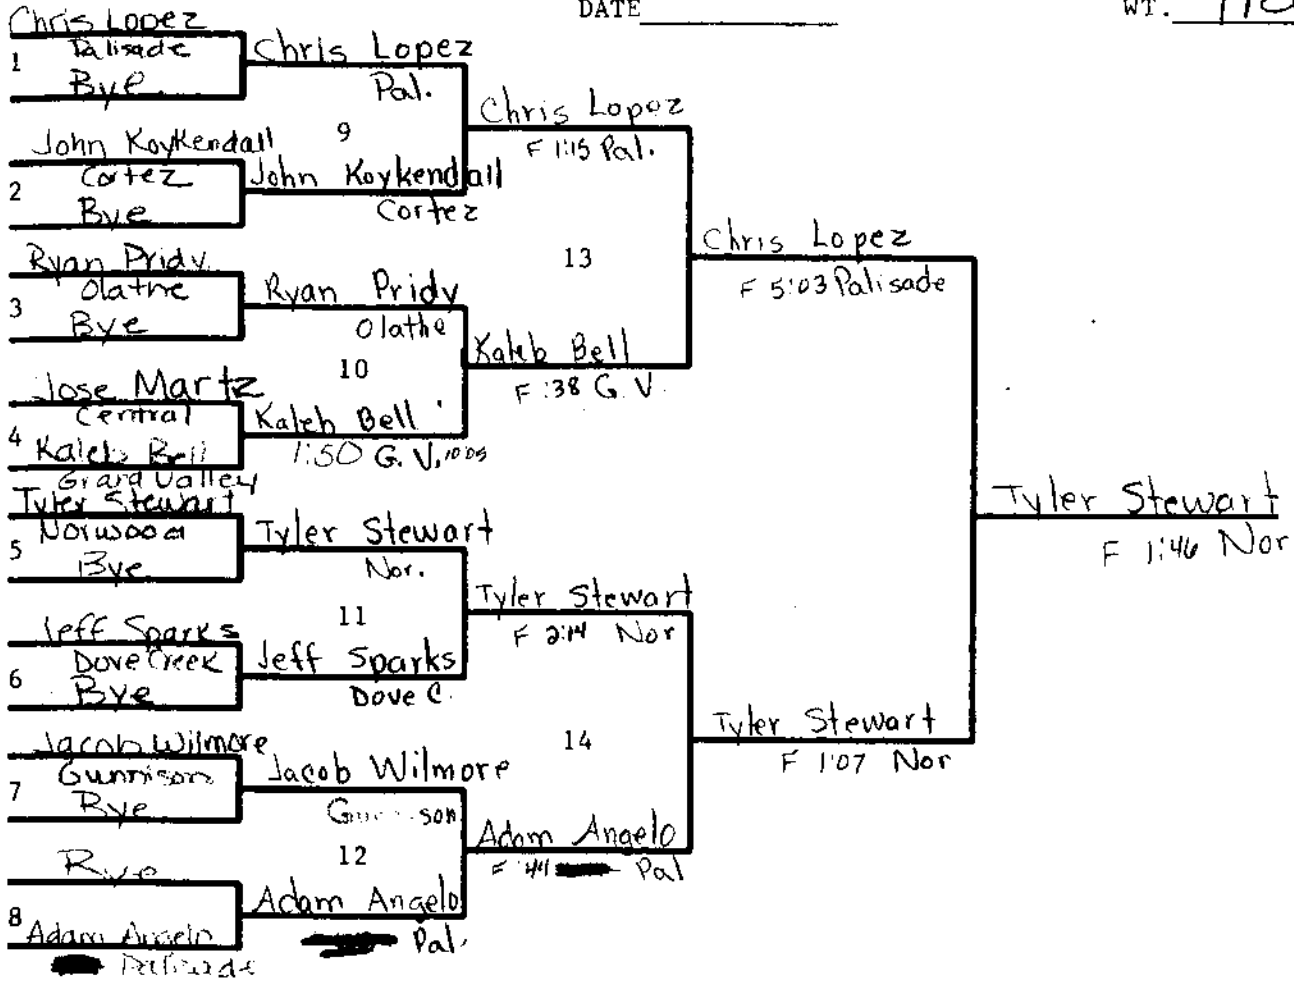 DATE
WT.
Chris Lopez
1
Palisade
Bye
Chris Lopez
Pal.
9
John Koykendall
2
Cortez
Bye
John Koykendall
Cortez
Chris Lopez
F 1:15 Pal.
13
Ryan Pridy
3
Olathe
Bye
Ryan Pridy
Olathe
10
Jose Martz
4
Central
Kaleb Bell
Grand Valley
Kaleb Bell
1:50 G. V.
Kaleb Bell
F :38 G. V.
Chris Lopez
F 5:03 Palisade
Tyler Stewart
5
Norwood
Bye
Tyler Stewart
Nor.
11
Jeff Sparks
6
Dove Creek
Bye
Jeff Sparks
Dove C.
Tyler Stewart
F 2:14 Nor
14
Jacob Wilmore
7
Gunnison
Bye
Jacob Wilmore
12
Bye
8
Adam Angelo
Palisade
Adam Angelo
Pal.
Adam Angelo
F :44 Pal
Tyler Stewart
F 1:07 Nor
Tyler Stewart
F 1:46 Nor